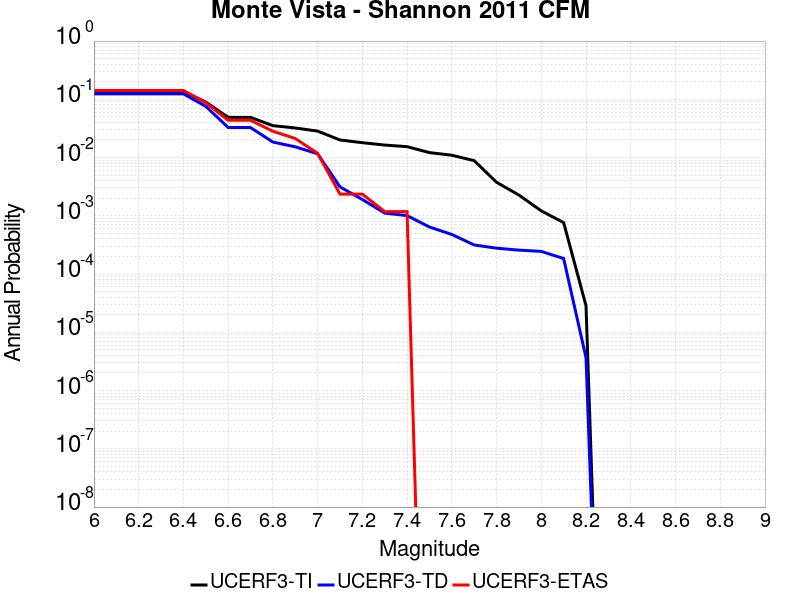 Monte Vista - Shannon 2011 CFM
10^0
10^-1
10^-2
10^-3
10^-4
10^-5
10^-6
10^-7
10^-8
Annual Probability
6 6.2 6.4 6.6 6.8 7 7.2 7.4 7.6 7.8 8 8.2 8.4 8.6 8.8 9
Magnitude
UCERF3-TI UCERF3-TD UCERF3-ETAS